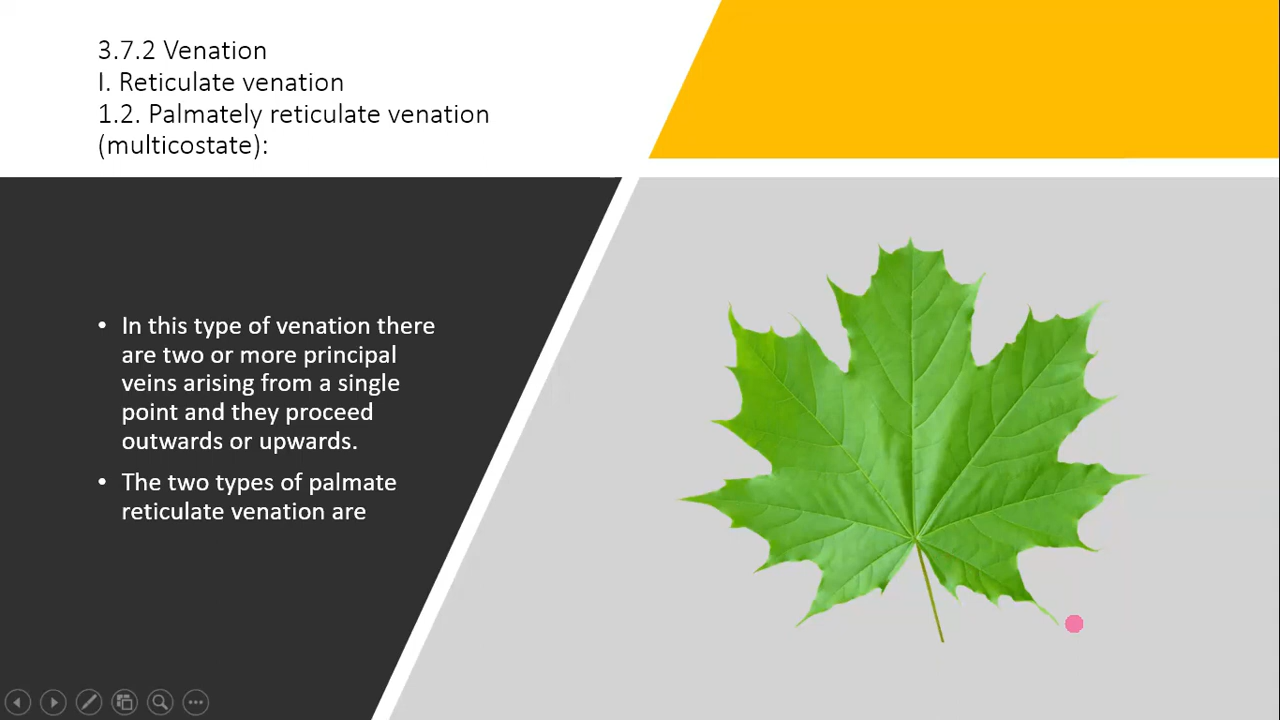 3.7.2 Venation
I. Reticulate venation
1.2. Palmately reticulate venation
(multicostate):
• In this type of venation there
are two or more principal
veins arising from a single
point and they proceed
outwards or upwards.
• The two types of palmate
reticulate venation are